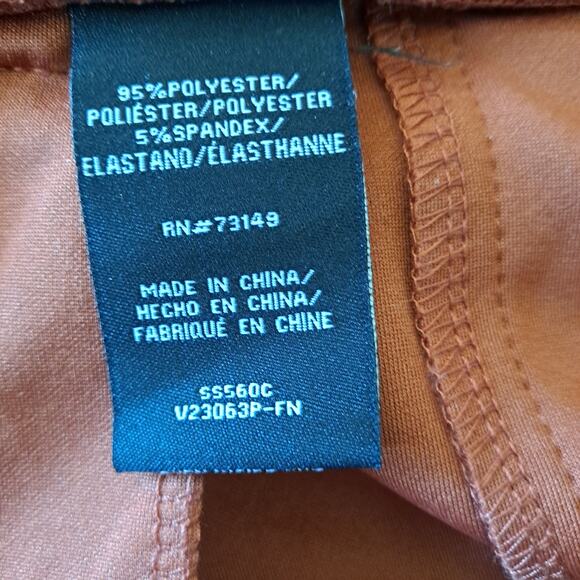 95%POLYESTER/
POLIÉSTER/POLYESTER
5%SPANDEX/
ELASTANO/ÉLASTHANNE
RN#73149
MADE IN CHINA/
HECHO EN CHINA/
FABRIQUÉ EN CHINE
SS560C
V23063P-FN